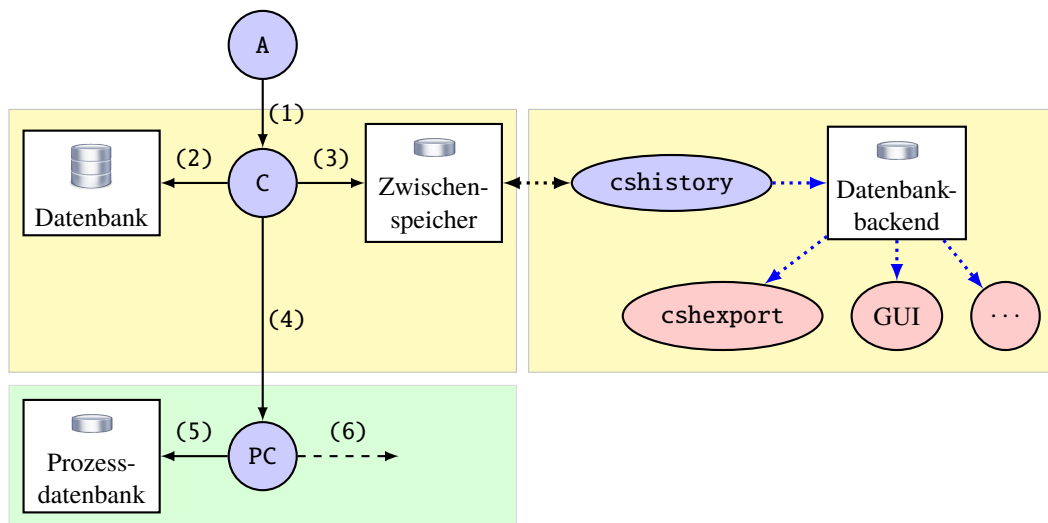 A
(1)
Datenbank
(2)
C
(3)
Zwischen-
speicher
cshistory
Datenbank-
backend
(4)
cshexport
GUI
···
Prozess-
datenbank
(5)
PC
(6)